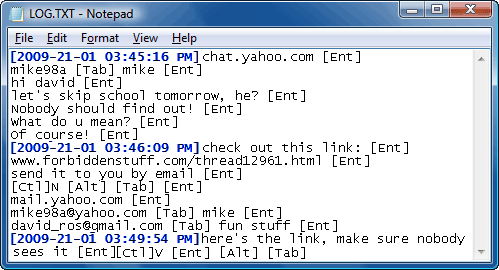 LOG.TXT - Notepad
File Edit Format View Help
[2009-21-01 03:45:16 PM]chat.yahoo.com [Ent]
mike98a [Tab] mike [Ent]
hi david [Ent]
let's skip school tomorrow, he? [Ent]
Nobody should find out! [Ent]
What do u mean? [Ent]
Of course! [Ent]
[2009-21-01 03:46:09 PM]check out this link: [Ent]
www.forbiddenstuff.com/thread12961.html [Ent]
send it to you by email [Ent]
[Ctl]N [Alt] [Tab] [Ent]
mail.yahoo.com [Ent]
mike98a@yahoo.com [Tab] mike [Ent]
david_ros@gmail.com [Tab] fun stuff [Ent]
[2009-21-01 03:49:54 PM]here's the link, make sure nobody
sees it [Ent][Ctl]V [Ent] [Alt] [Tab]